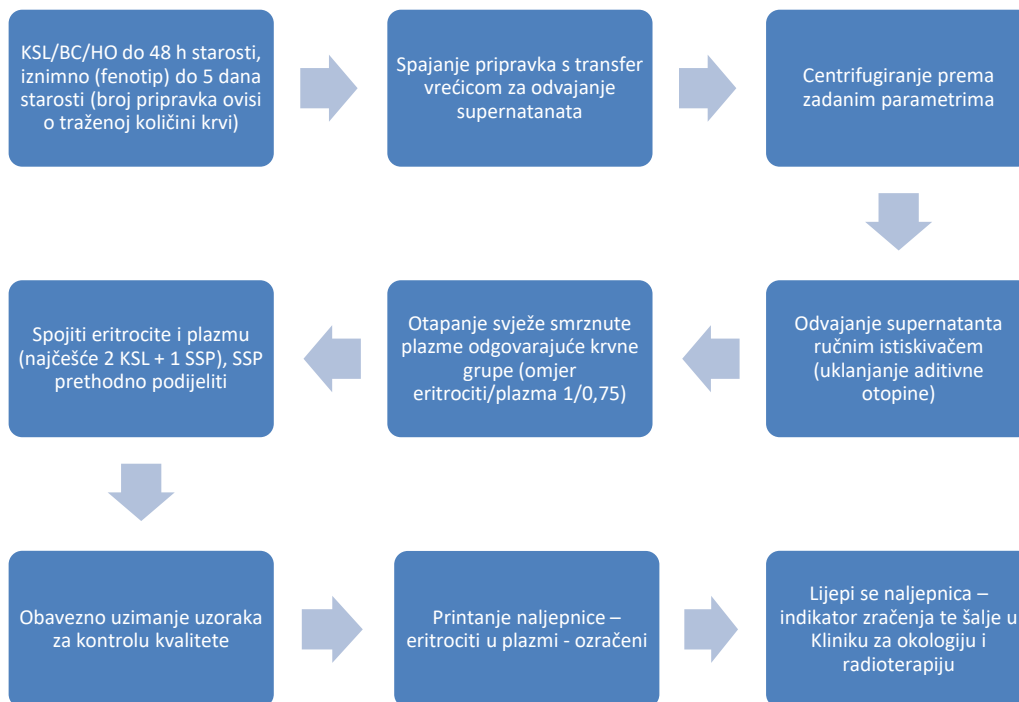 KSL/BC/HO do 48 h starosti,
iznimno (fenotip) do 5 dana
starosti (broj pripravka ovisi
o traženoj količini krvi)
Spajanje pripravka s transfer
vrećicom za odvajanje
supernatanata
Centrifugiranje prema
zadanim parametrima
Odvajanje supernatanta
ručnim istiskivačem
(uklanjanje aditivne
otopine)
Otapanje svježe smrznute
plazme odgovarajuće krvne
grupe (omjer
eritrociti/plazma 1/0,75)
Spojiti eritrocite i plazmu
(najčešće 2 KSL + 1 SSP), SSP
prethodno podijeliti
Obavezno uzimanje uzoraka
za kontrolu kvalitete
Printanje naljepnice –
eritrociti u plazmi - ozračeni
Lijepi se naljepnica –
indikator zračenja te šalje u
Kliniku za okologiju i
radioterapiju